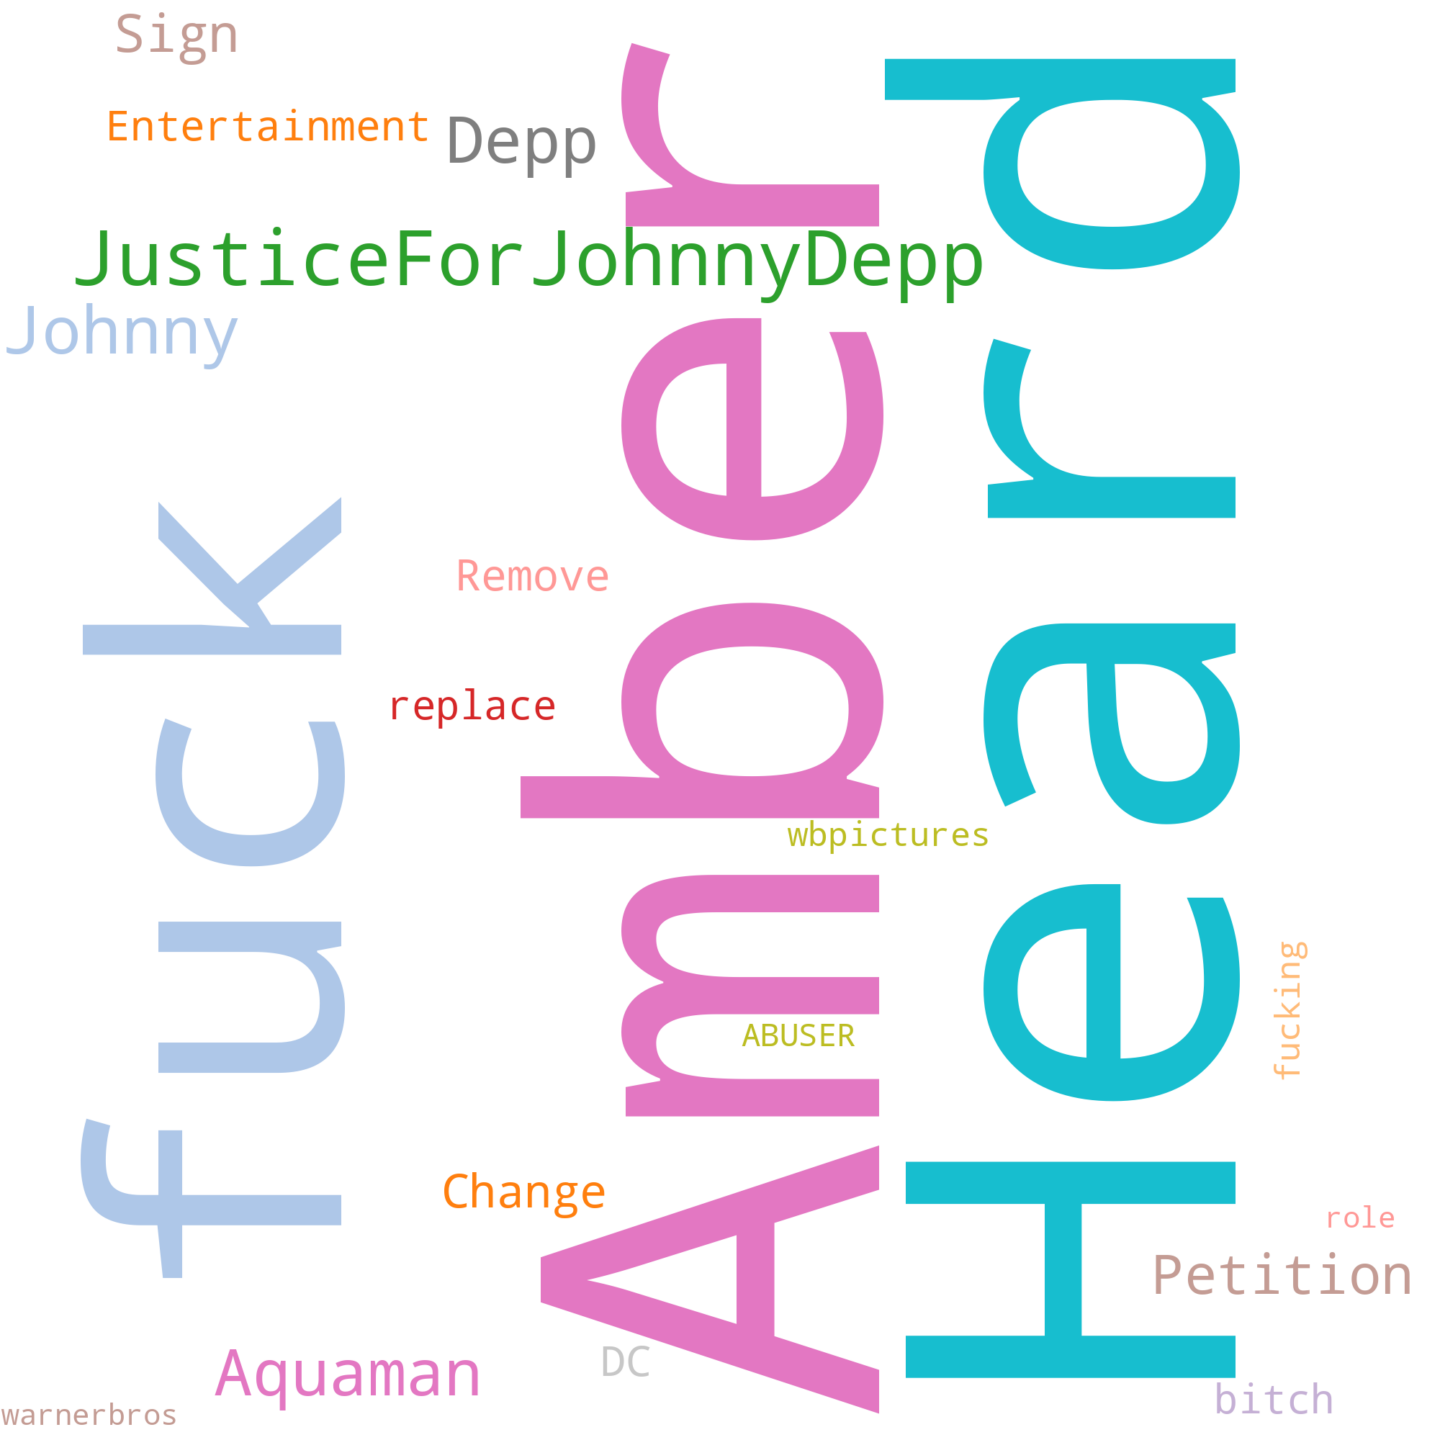 Sign
Entertainment
Depp
JusticeForJohnnyDepp
Johnny
fuck
Amber
Heard
Remove
replace
wbpictures
fucking
ABUSER
Change
role
Petition
Aquaman
DC
bitch
warnerbros